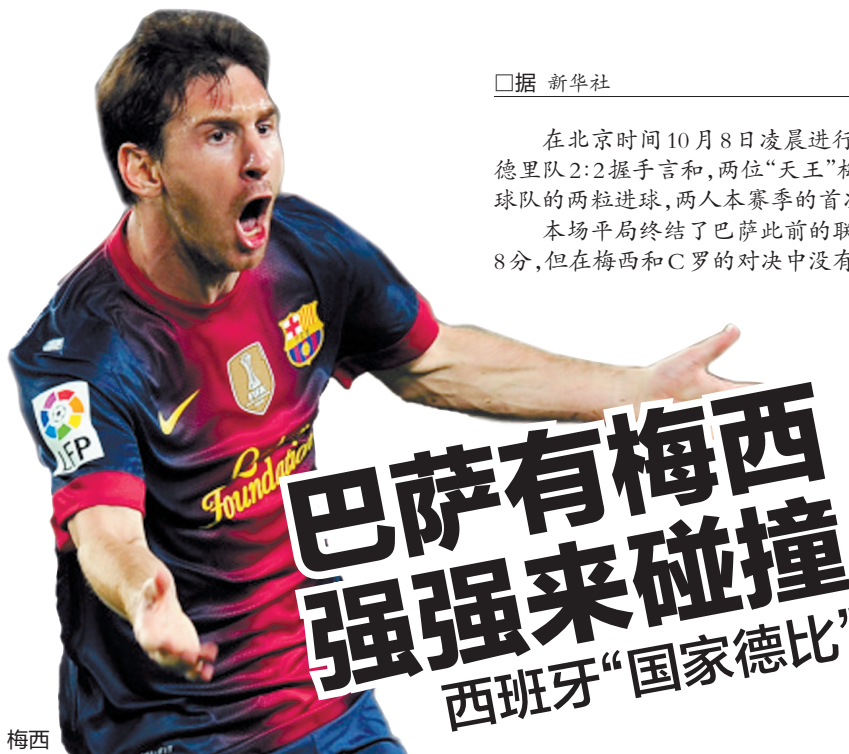 □据 新华社
在北京时间10月8日凌晨进行
德里队2:2握手言和,两位“天王”梅
球队的两粒进球,两人本赛季的首次
本场平局终结了巴萨此前的联
8分,但在梅西和C罗的对决中没有
LFP
FIFA
Foundation
巴萨有梅西
强强来碰撞
西班牙“国家德比”
梅西